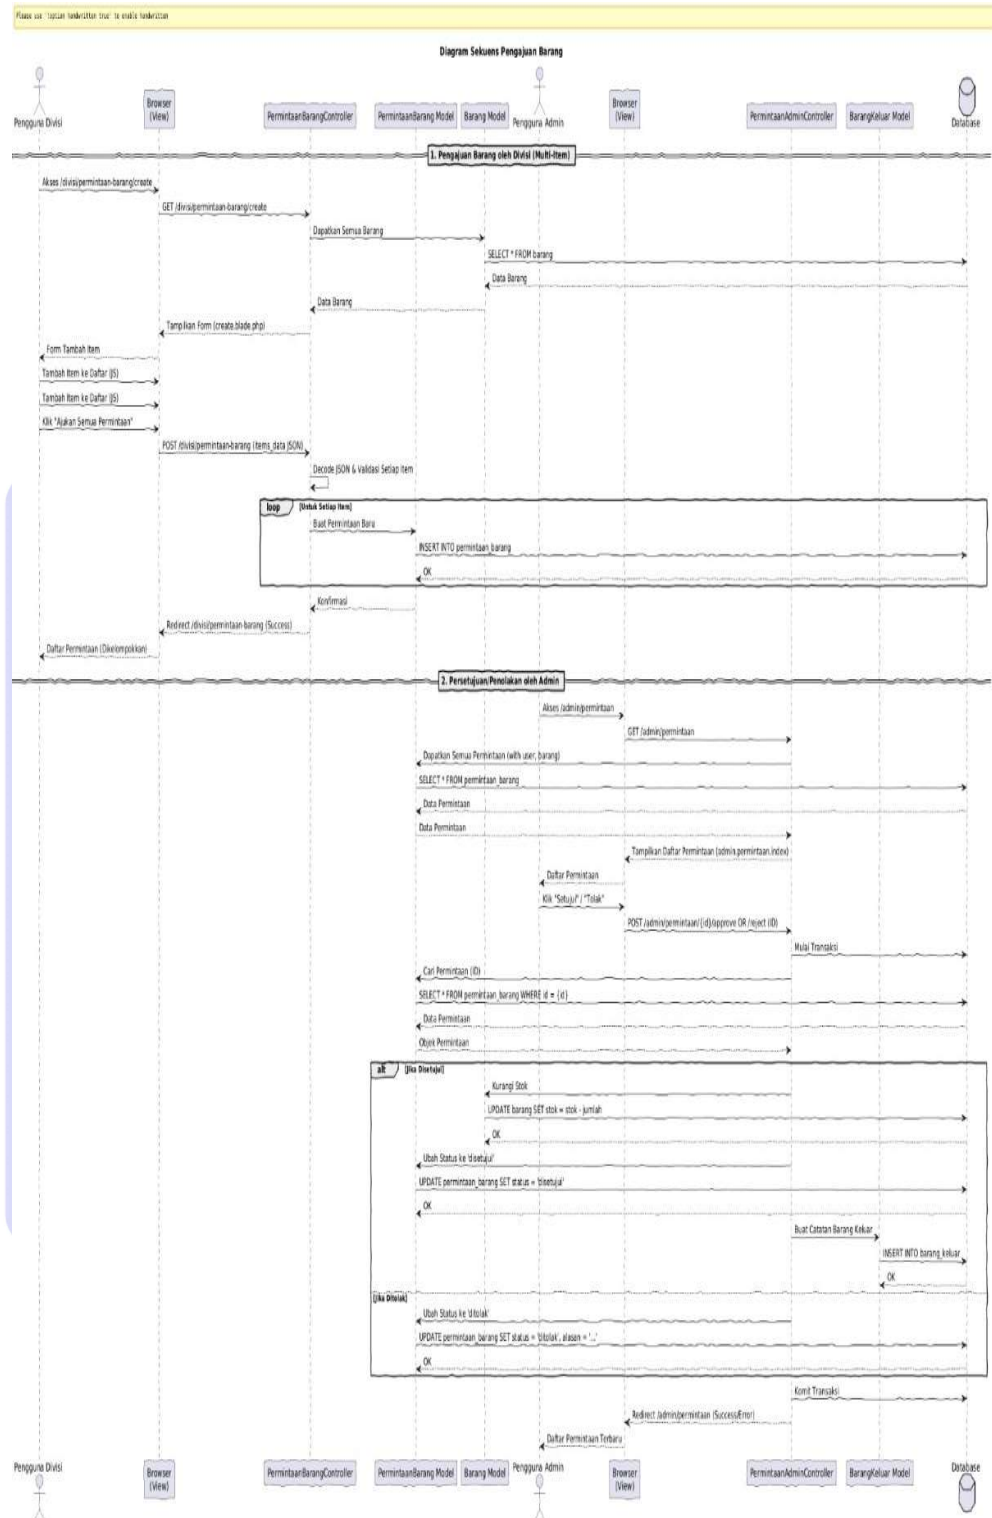 Please use '!option handwritten true' to enable handwritten
Diagram Sekuens Pengajuan Barang
Pengguna Divisi
Browser
(View)
PermintaanBarangController
PermintaanBarang Model
Barang Model
Pengguna Admin
Browser
(View)
PermintaanAdminController
BarangKeluar Model
Database
1. Pengajuan Barang oleh Divisi (Multi-Item)
Akses /divisi/permintaan-barang/create
GET /divisi/permintaan-barang/create
Dapatkan Semua Barang
SELECT * FROM barang
Data Barang
Data Barang
Tampilkan Form (create.blade.php)
Form Tambah Item
Tambah Item ke Daftar (JS)
Tambah Item ke Daftar (JS)
Klik "Ajukan Semua Permintaan"
POST /divisi/permintaan-barang (items_data JSON)
Decode JSON & Validasi Setiap Item
loop [Untuk Setiap Item]
Buat Permintaan Baru
INSERT INTO permintaan_barang
OK
Konfirmasi
Redirect /divisi/permintaan-barang (Success)
Daftar Permintaan (Dikelompokkan)
2. Persetujuan/Penolakan oleh Admin
Akses /admin/permintaan
GET /admin/permintaan
Dapatkan Semua Permintaan (with user, barang)
SELECT * FROM permintaan_barang
Data Permintaan
Data Permintaan
Tampilkan Daftar Permintaan (admin.permintaan.index)
Daftar Permintaan
Klik "Setujui" / "Tolak"
POST /admin/permintaan/{id}/approve OR /reject (ID)
Mulai Transaksi
Cari Permintaan (ID)
SELECT * FROM permintaan_barang WHERE id = {id}
Data Permintaan
Objek Permintaan
alt [Jika Disetujui]
Kurangi Stok
UPDATE barang SET stok = stok - jumlah
OK
Ubah Status ke 'disetujui'
UPDATE permintaan_barang SET status = 'disetujui'
OK
Buat Catatan Barang Keluar
INSERT INTO barang_keluar
OK
[Jika Ditolak]
Ubah Status ke 'ditolak'
UPDATE permintaan_barang SET status = 'ditolak', alasan = '...'
OK
Komit Transaksi
Redirect /admin/permintaan (Success/Error)
Daftar Permintaan Terbaru
Pengguna Divisi
Browser
(View)
PermintaanBarangController
PermintaanBarang Model
Barang Model
Pengguna Admin
Browser
(View)
PermintaanAdminController
BarangKeluar Model
Database